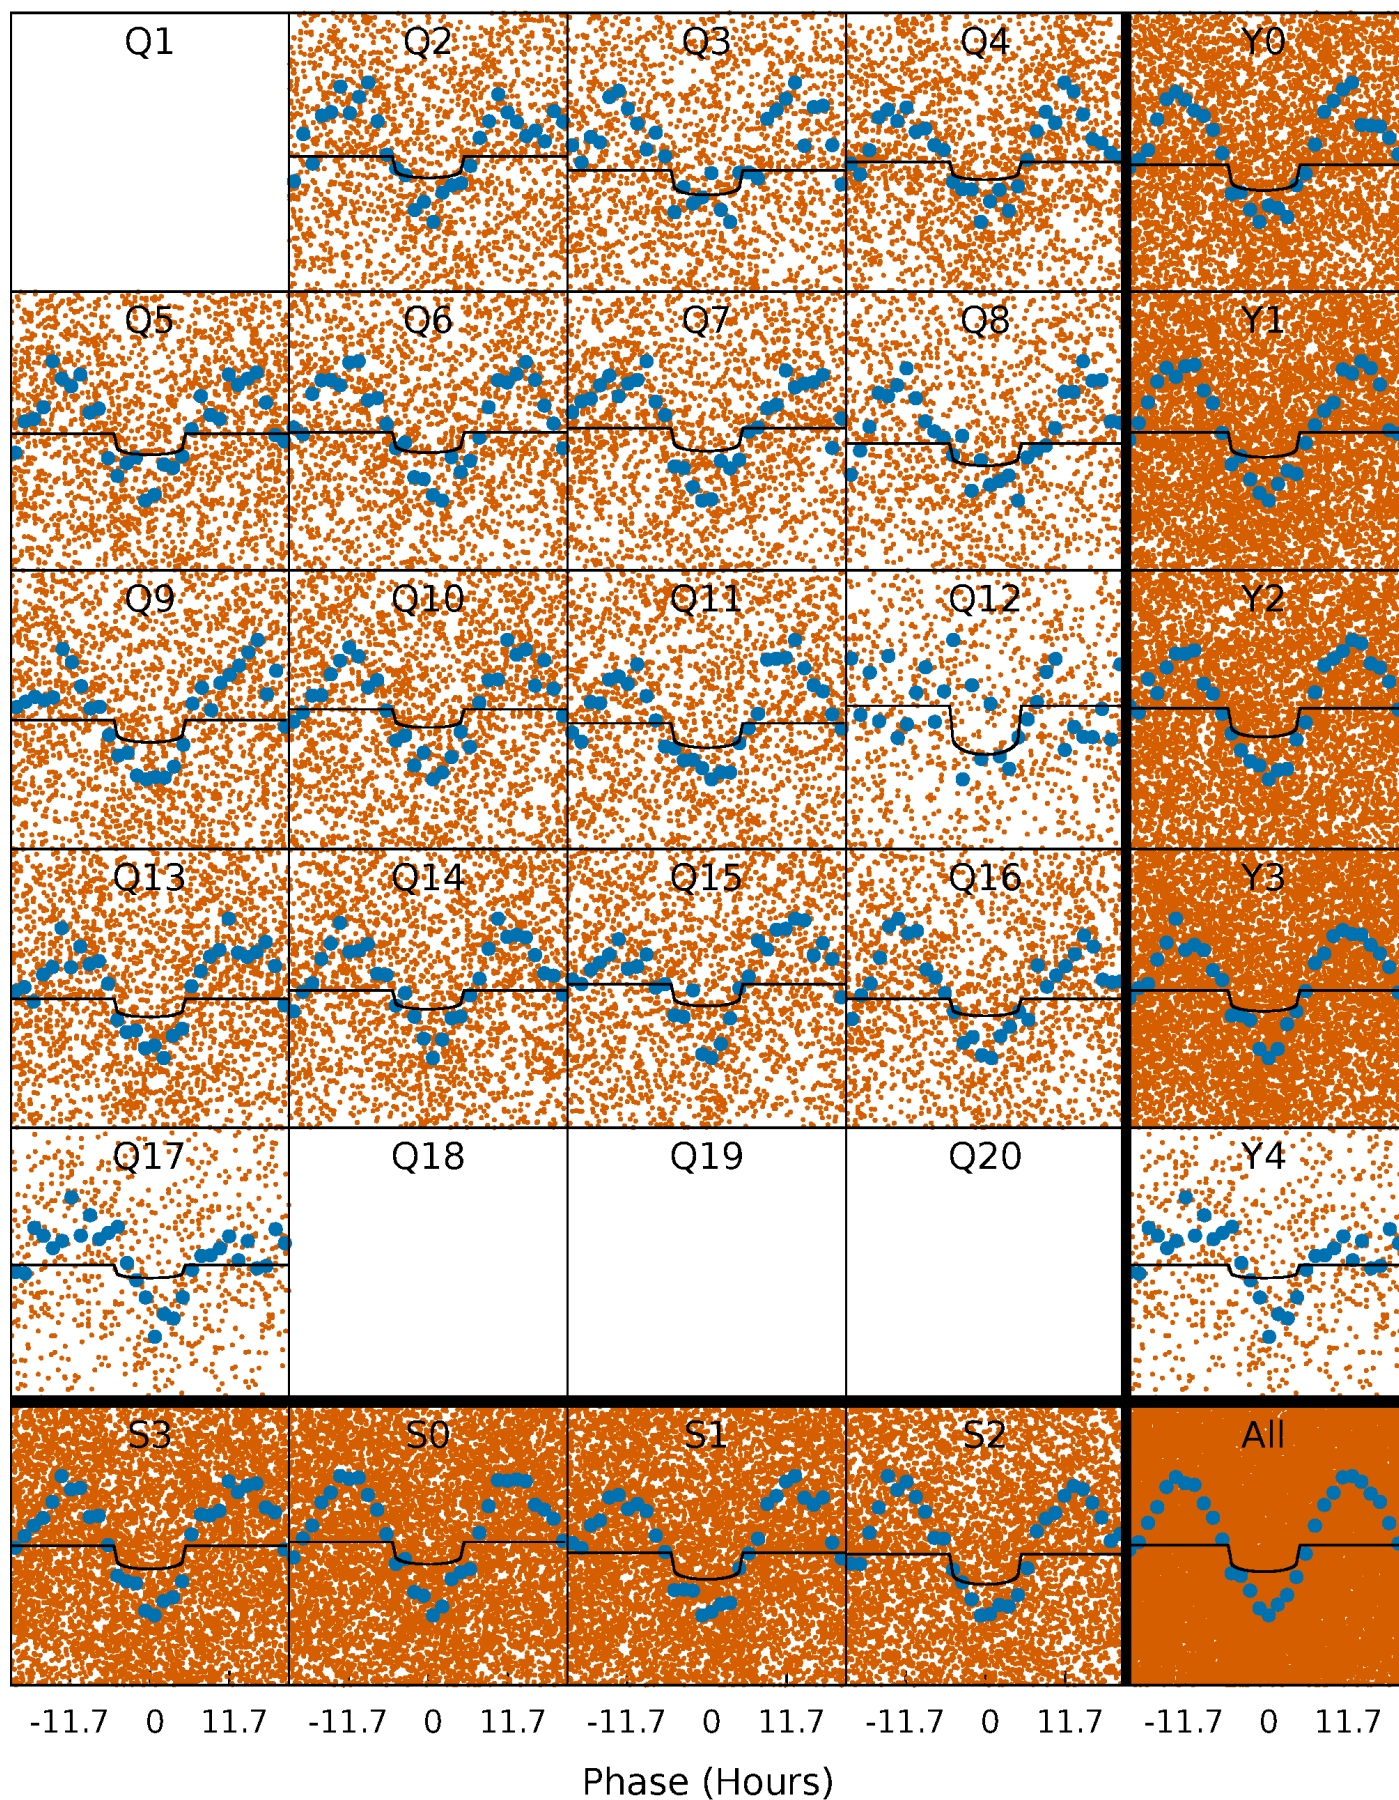 Q1 Q2 Q3 Q4 Y0
Q5 Q6 Q7 Q8 Y1
Q9 Q10 Q11 Q12 Y2
Q13 Q14 Q15 Q16 Y3
Q17 Q18 Q19 Q20 Y4
S3 S0 S1 S2 All
-11.7 0 11.7 -11.7 0 11.7 -11.7 0 11.7 -11.7 0 11.7 -11.7 0 11.7
Phase (Hours)